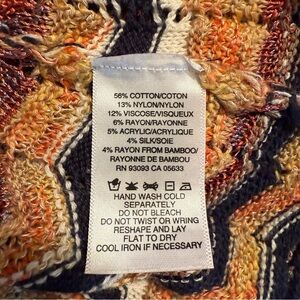 56% COTTON/COTON
13% NYLON/NYLON
12% VISCOSE/VISQUEUX
6% RAYON/RAYONNE
5% ACRYLIC/ACRYLIQUE
4% SILK/SOIE
4% RAYON FROM BAMBOO/
RAYONNE DE BAMBOU
RN 93093 CA 05633
HAND WASH COLD
SEPARATELY
DO NOT BLEACH
DO NOT TWIST OR WRING
RESHAPE AND LAY
FLAT TO DRY
COOL IRON IF NECESSARY